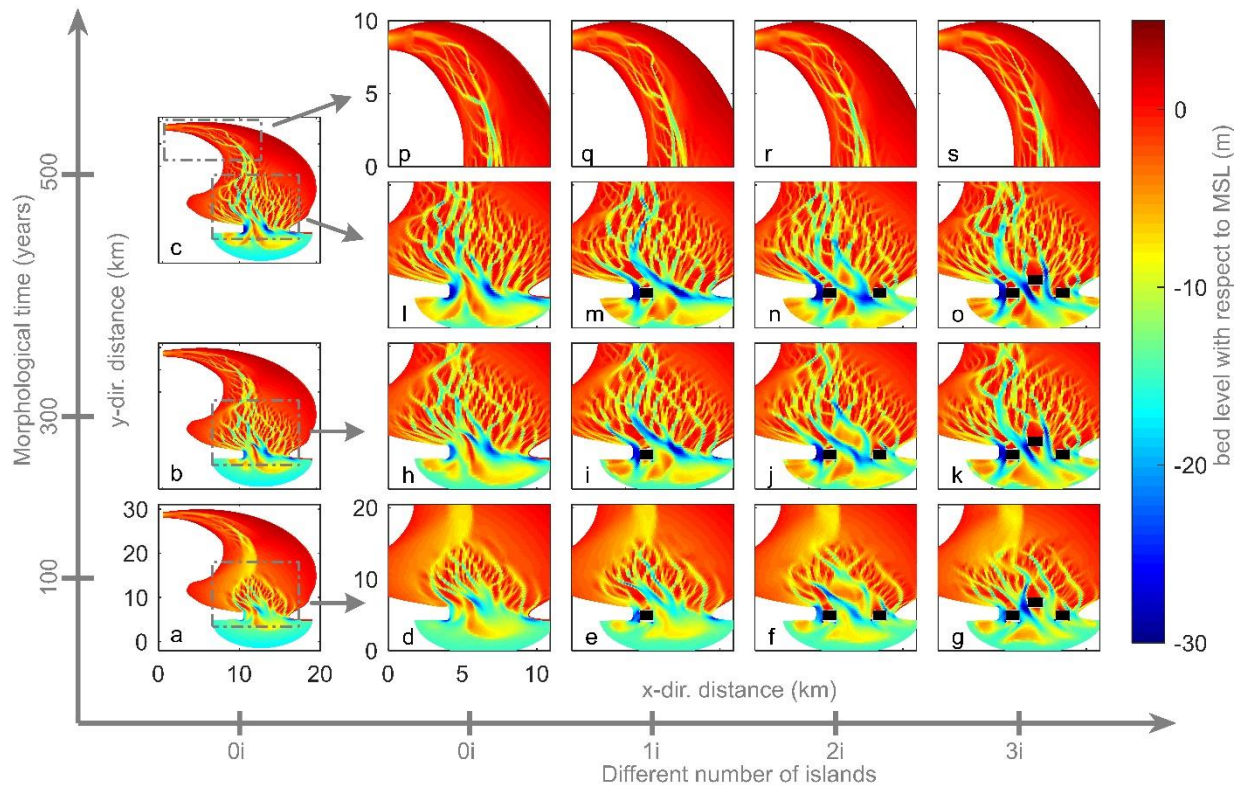 10
5
0
p
q
r
s
0
-10
-20
-30
bed level with respect to MSL (m)
c
l
m
n
o
b
h
i
j
k
30
20
10
0
a
0
10
20
20
10
0
d
0
5
10
e
f
g
x-dir. distance (km)
y-dir. distance (km)
Morphological time (years)
500
300
100
0i
0i
1i
2i
3i
Different number of islands